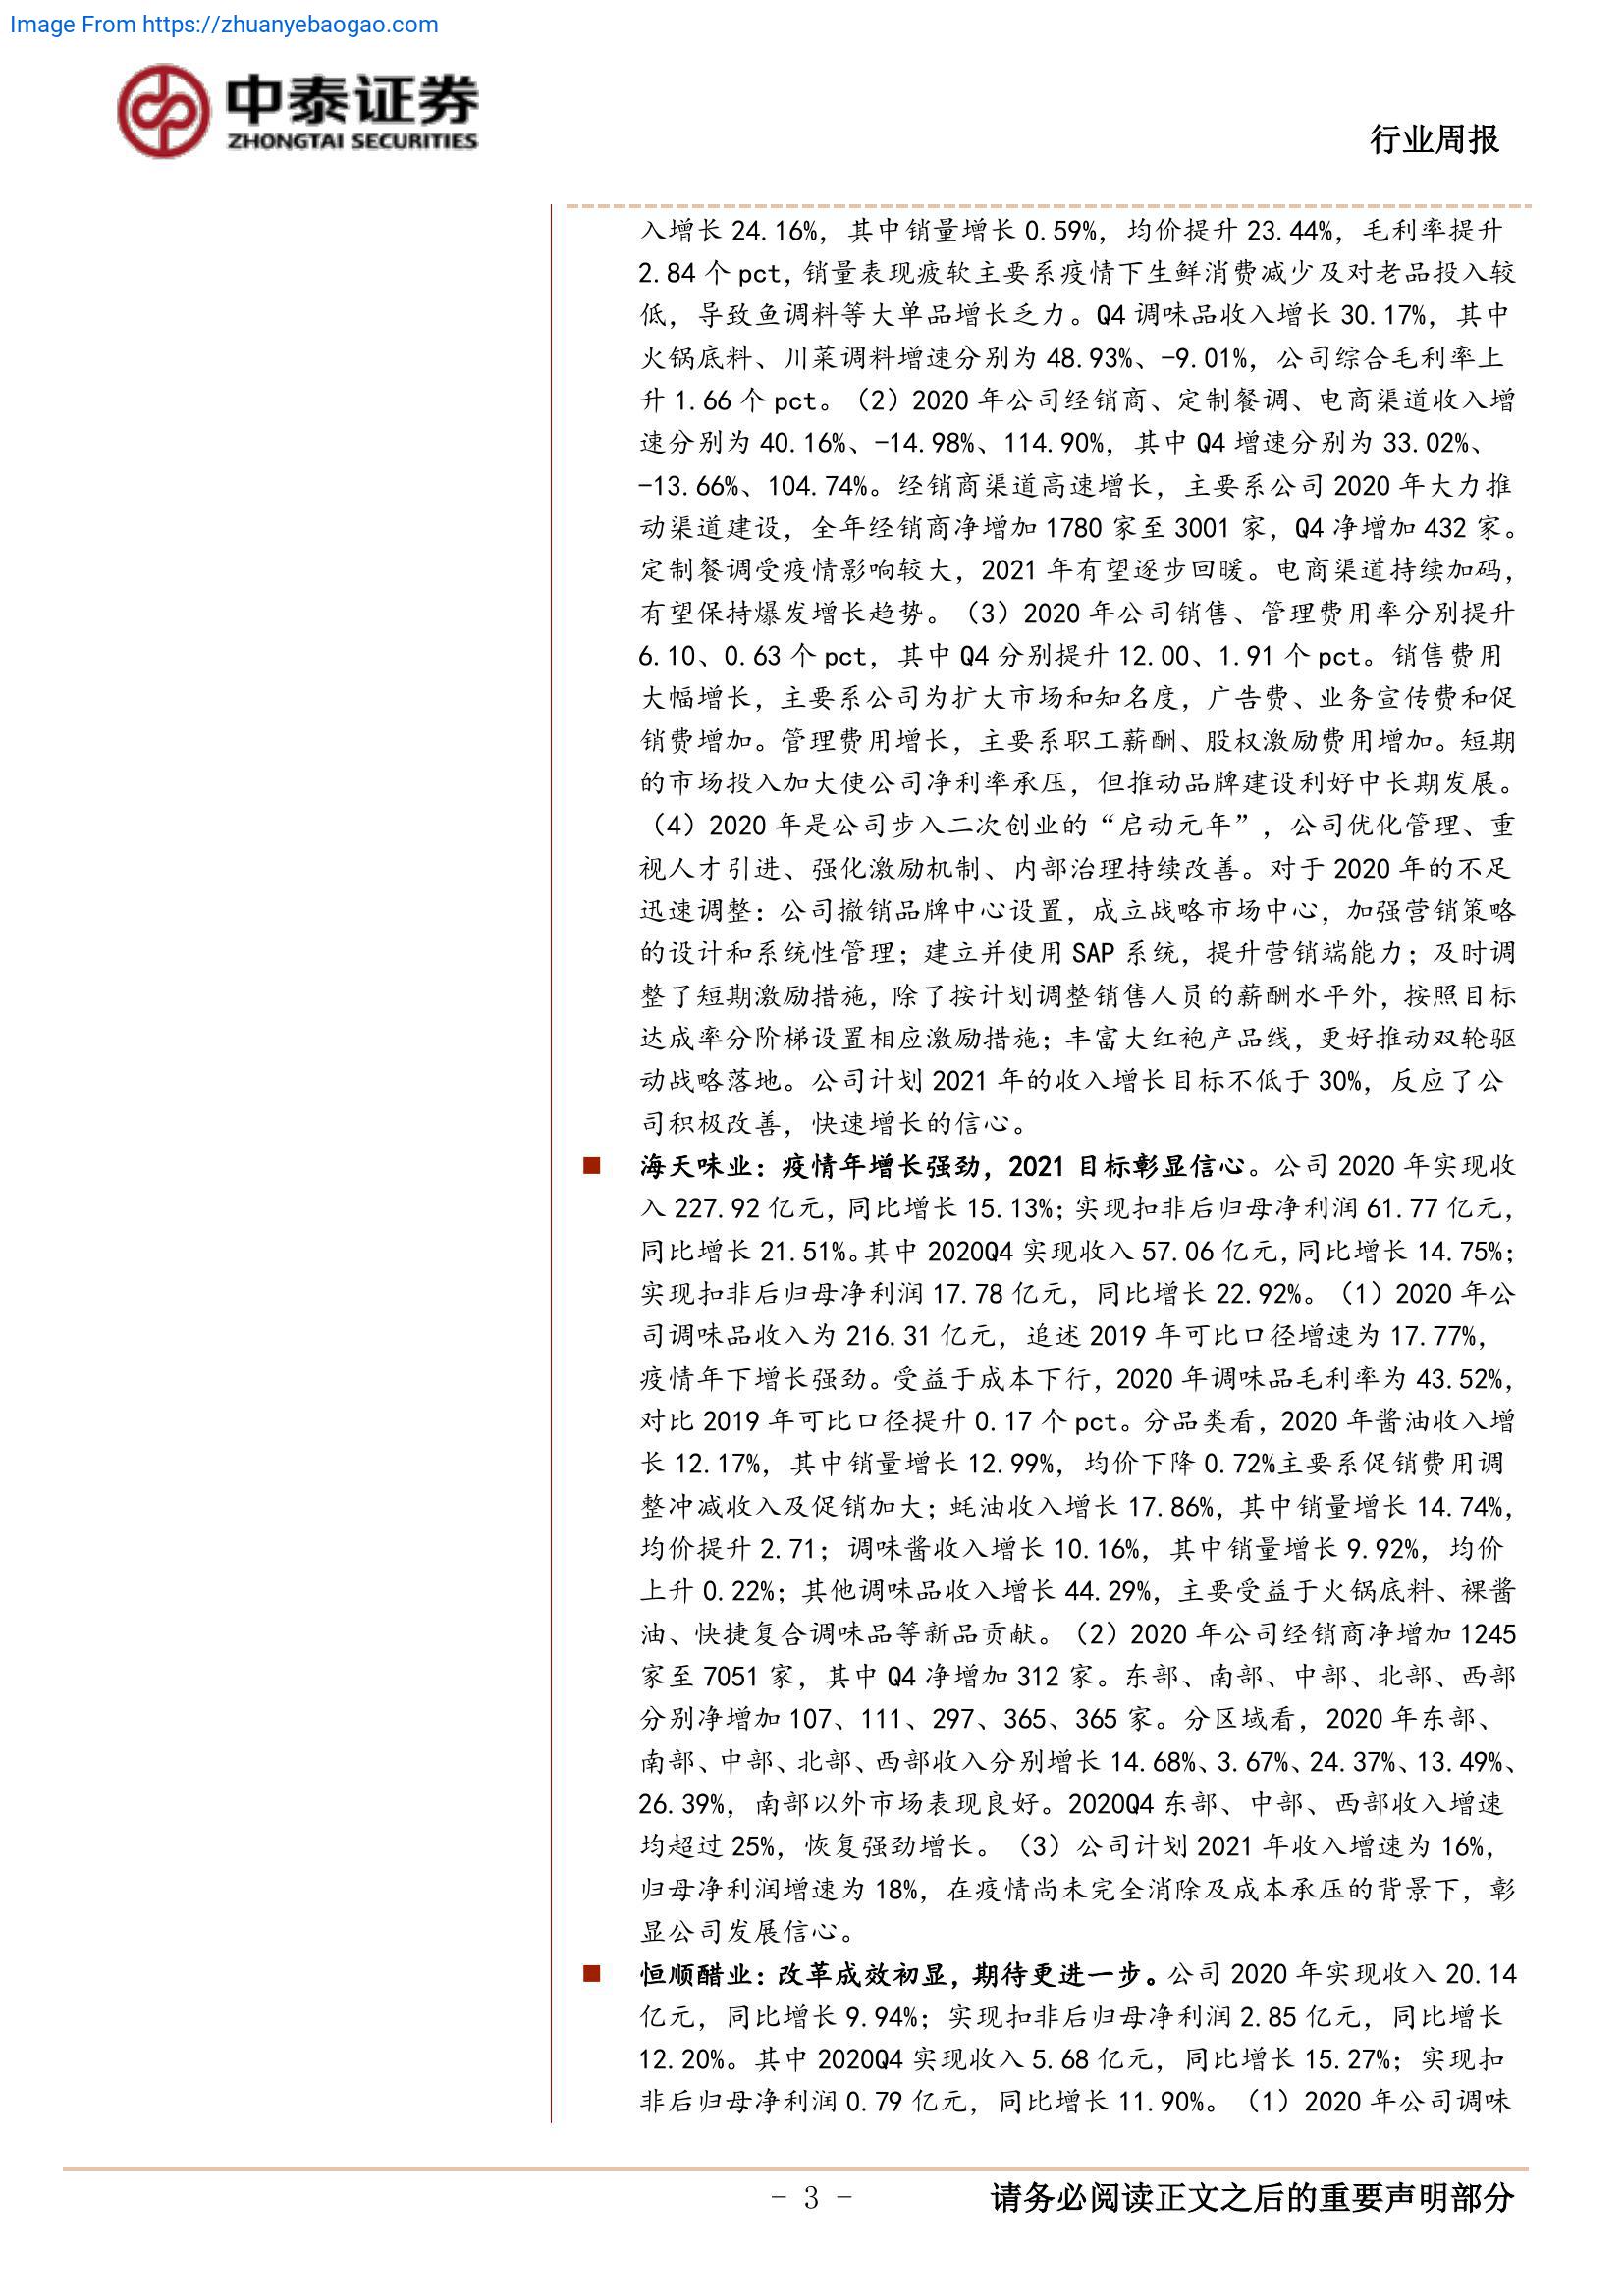 Image From https://zhuanyebaogao.com
中泰证券
ZHONGTAI SECURITIES
行业周报
入增长 24.16%，其中销量增长 0.59%，均价提升 23.44%，毛利率提升
2.84 个 pct，销量表现疲软主要系疫情下生鲜消费减少及对老品投入较
低，导致鱼调料等大单品增长乏力。Q4 调味品收入增长 30.17%，其中
火锅底料、川菜调料增速分别为 48.93%、-9.01%，公司综合毛利率上
升 1.66 个 pct。（2）2020 年公司经销商、定制餐调、电商渠道收入增
速分别为 40.16%、-14.98%、114.90%，其中 Q4 增速分别为 33.02%、
-13.66%、104.74%。经销商渠道高速增长，主要系公司 2020 年大力推
动渠道建设，全年经销商净增加 1780 家至 3001 家，Q4 净增加 432 家。
定制餐调受疫情影响较大，2021 年有望逐步回暖。电商渠道持续加码，
有望保持爆发增长趋势。（3）2020 年公司销售、管理费用率分别提升
6.10、0.63 个 pct，其中 Q4 分别提升 12.00、1.91 个 pct。销售费用
大幅增长，主要系公司为扩大市场和知名度，广告费、业务宣传费和促
销费增加。管理费用增长，主要系职工薪酬、股权激励费用增加。短期
的市场投入加大使公司净利率承压，但推动品牌建设利好中长期发展。
（4）2020 年是公司步入二次创业的“启动元年”，公司优化管理、重
视人才引进、强化激励机制、内部治理持续改善。对于 2020 年的不足
迅速调整：公司撤销品牌中心设置，成立战略市场中心，加强营销策略
的设计和系统性管理；建立并使用 SAP 系统，提升营销端能力；及时调
整了短期激励措施，除了按计划调整销售人员的薪酬水平外，按照目标
达成率分阶梯设置相应激励措施；丰富大红袍产品线，更好推动双轮驱
动战略落地。公司计划 2021 年的收入增长目标不低于 30%，反应了公
司积极改善，快速增长的信心。
■ 海天味业：疫情年增长强劲，2021 目标彰显信心。公司 2020 年实现收
入 227.92 亿元，同比增长 15.13%；实现扣非后归母净利润 61.77 亿元，
同比增长 21.51%。其中 2020Q4 实现收入 57.06 亿元，同比增长 14.75%；
实现扣非后归母净利润 17.78 亿元，同比增长 22.92%。（1）2020 年公
司调味品收入为 216.31 亿元，追述 2019 年可比口径增速为 17.77%，
疫情年下增长强劲。受益于成本下行，2020 年调味品毛利率为 43.52%，
对比 2019 年可比口径提升 0.17 个 pct。分品类看，2020 年酱油收入增
长 12.17%，其中销量增长 12.99%，均价下降 0.72%主要系促销费用调
整冲减收入及促销加大；蚝油收入增长 17.86%，其中销量增长 14.74%，
均价提升 2.71；调味酱收入增长 10.16%，其中销量增长 9.92%，均价
上升 0.22%；其他调味品收入增长 44.29%，主要受益于火锅底料、裸酱
油、快捷复合调味品等新品贡献。（2）2020 年公司经销商净增加 1245
家至 7051 家，其中 Q4 净增加 312 家。东部、南部、中部、北部、西部
分别净增加 107、111、297、365、365 家。分区域看，2020 年东部、
南部、中部、北部、西部收入分别增长 14.68%、3.67%、24.37%、13.49%、
26.39%，南部以外市场表现良好。2020Q4 东部、中部、西部收入增速
均超过 25%，恢复强劲增长。（3）公司计划 2021 年收入增速为 16%，
归母净利润增速为 18%，在疫情尚未完全消除及成本承压的背景下，彰
显公司发展信心。
■ 恒顺醋业：改革成效初显，期待更进一步。公司 2020 年实现收入 20.14
亿元，同比增长 9.94%；实现扣非后归母净利润 2.85 亿元，同比增长
12.20%。其中 2020Q4 实现收入 5.68 亿元，同比增长 15.27%；实现扣
非后归母净利润 0.79 亿元，同比增长 11.90%。（1）2020 年公司调味
- 3 -
请务必阅读正文之后的重要声明部分